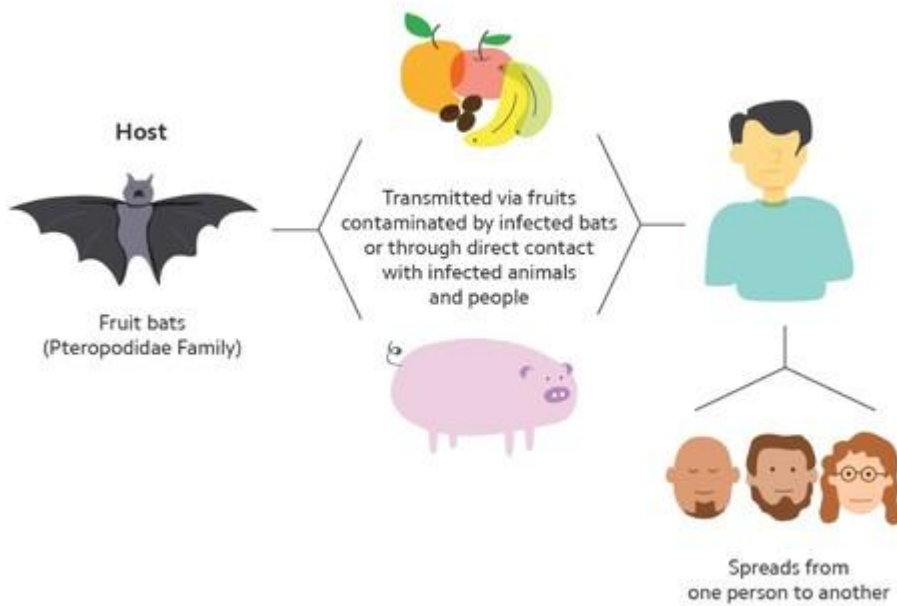 Host
Fruit bats
(Pteropodidae Family)
Transmitted via fruits
contaminated by infected bats
or through direct contact
with infected animals
and people
Spreads from
one person to another